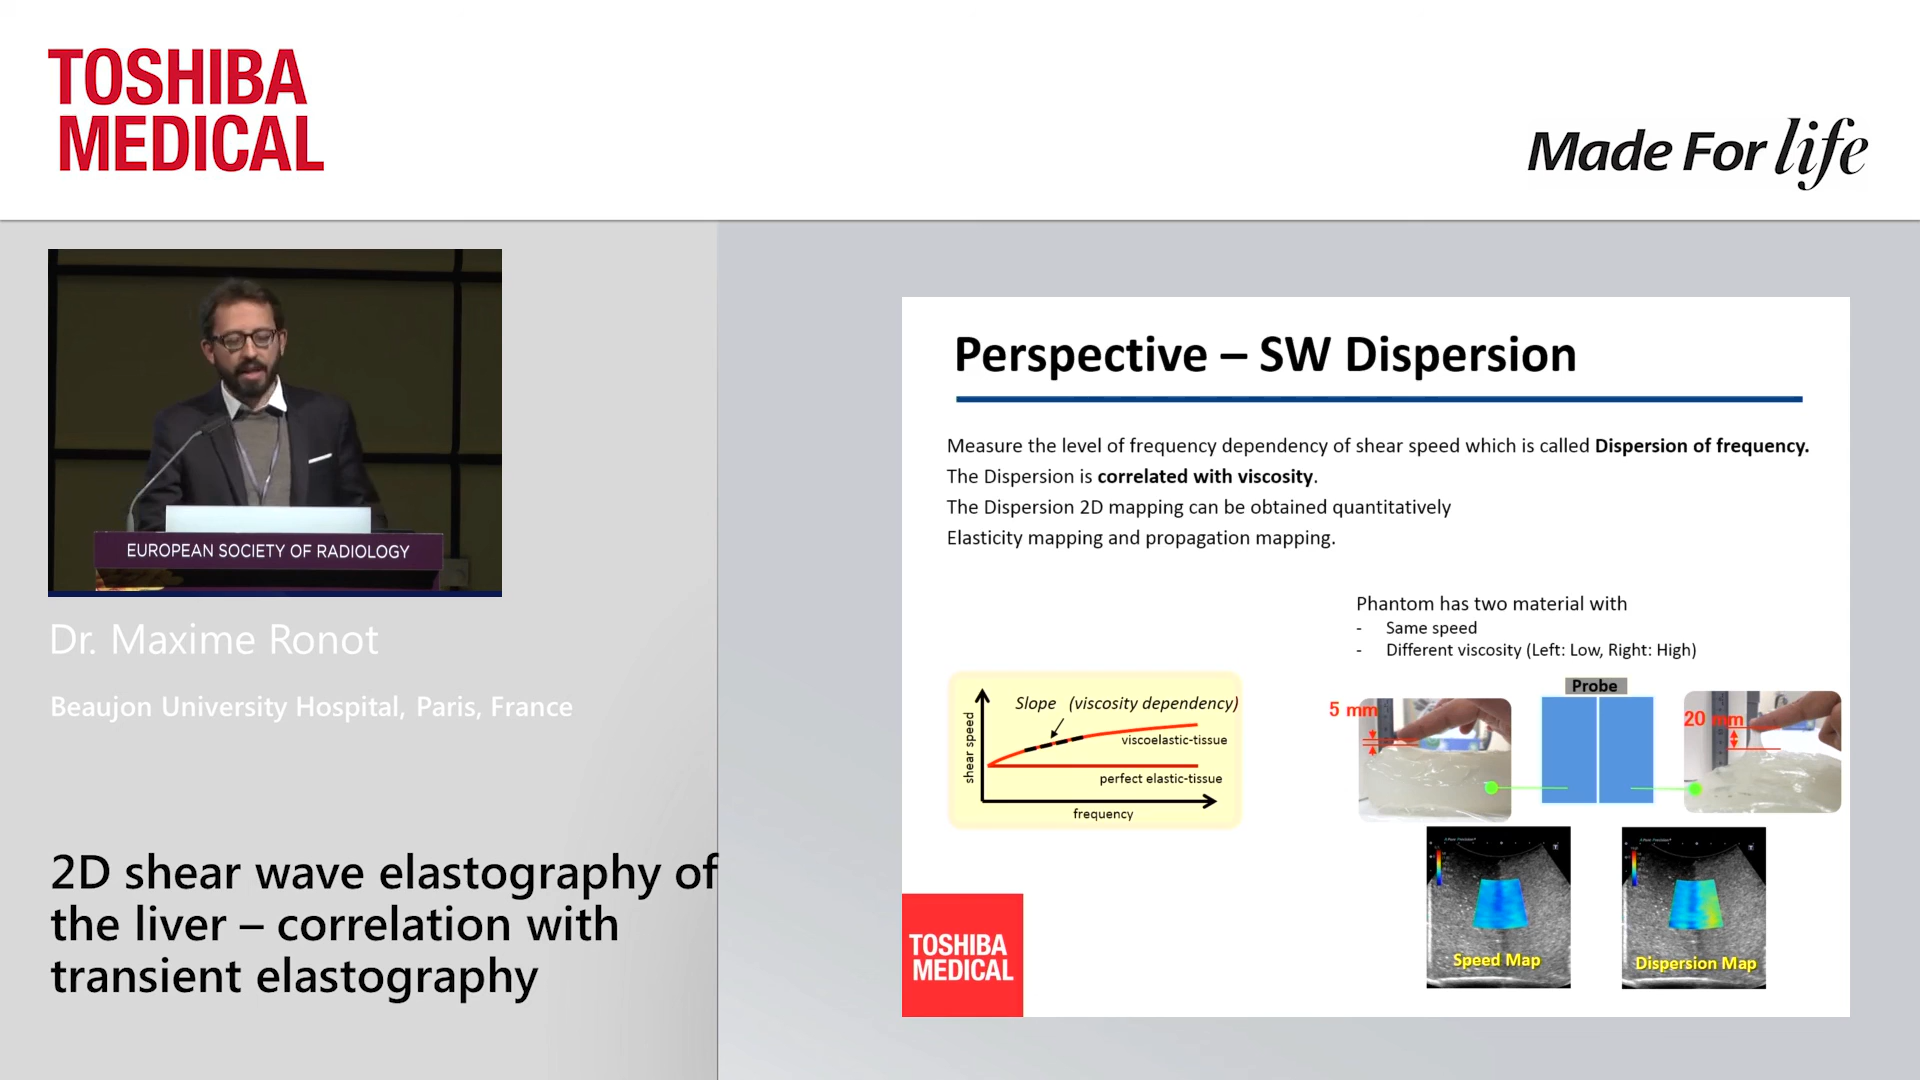 TOSHIBA
MEDICAL
Made For life
EUROPEAN SOCIETY OF RADIOLOGY
Dr. Maxime Ronot
Beaujon University Hospital, Paris, France
2D shear wave elastography of
the liver – correlation with
transient elastography
Perspective – SW Dispersion
Measure the level of frequency dependency of shear speed which is called Dispersion of frequency.
The Dispersion is correlated with viscosity.
The Dispersion 2D mapping can be obtained quantitatively
Elasticity mapping and propagation mapping.
Phantom has two material with
- Same speed
- Different viscosity (Left: Low, Right: High)
Slope (viscosity dependency)
shear speed
viscoelastic-tissue
perfect elastic-tissue
frequency
Probe
5 mm
20 mm
Speed Map
Dispersion Map
TOSHIBA
MEDICAL